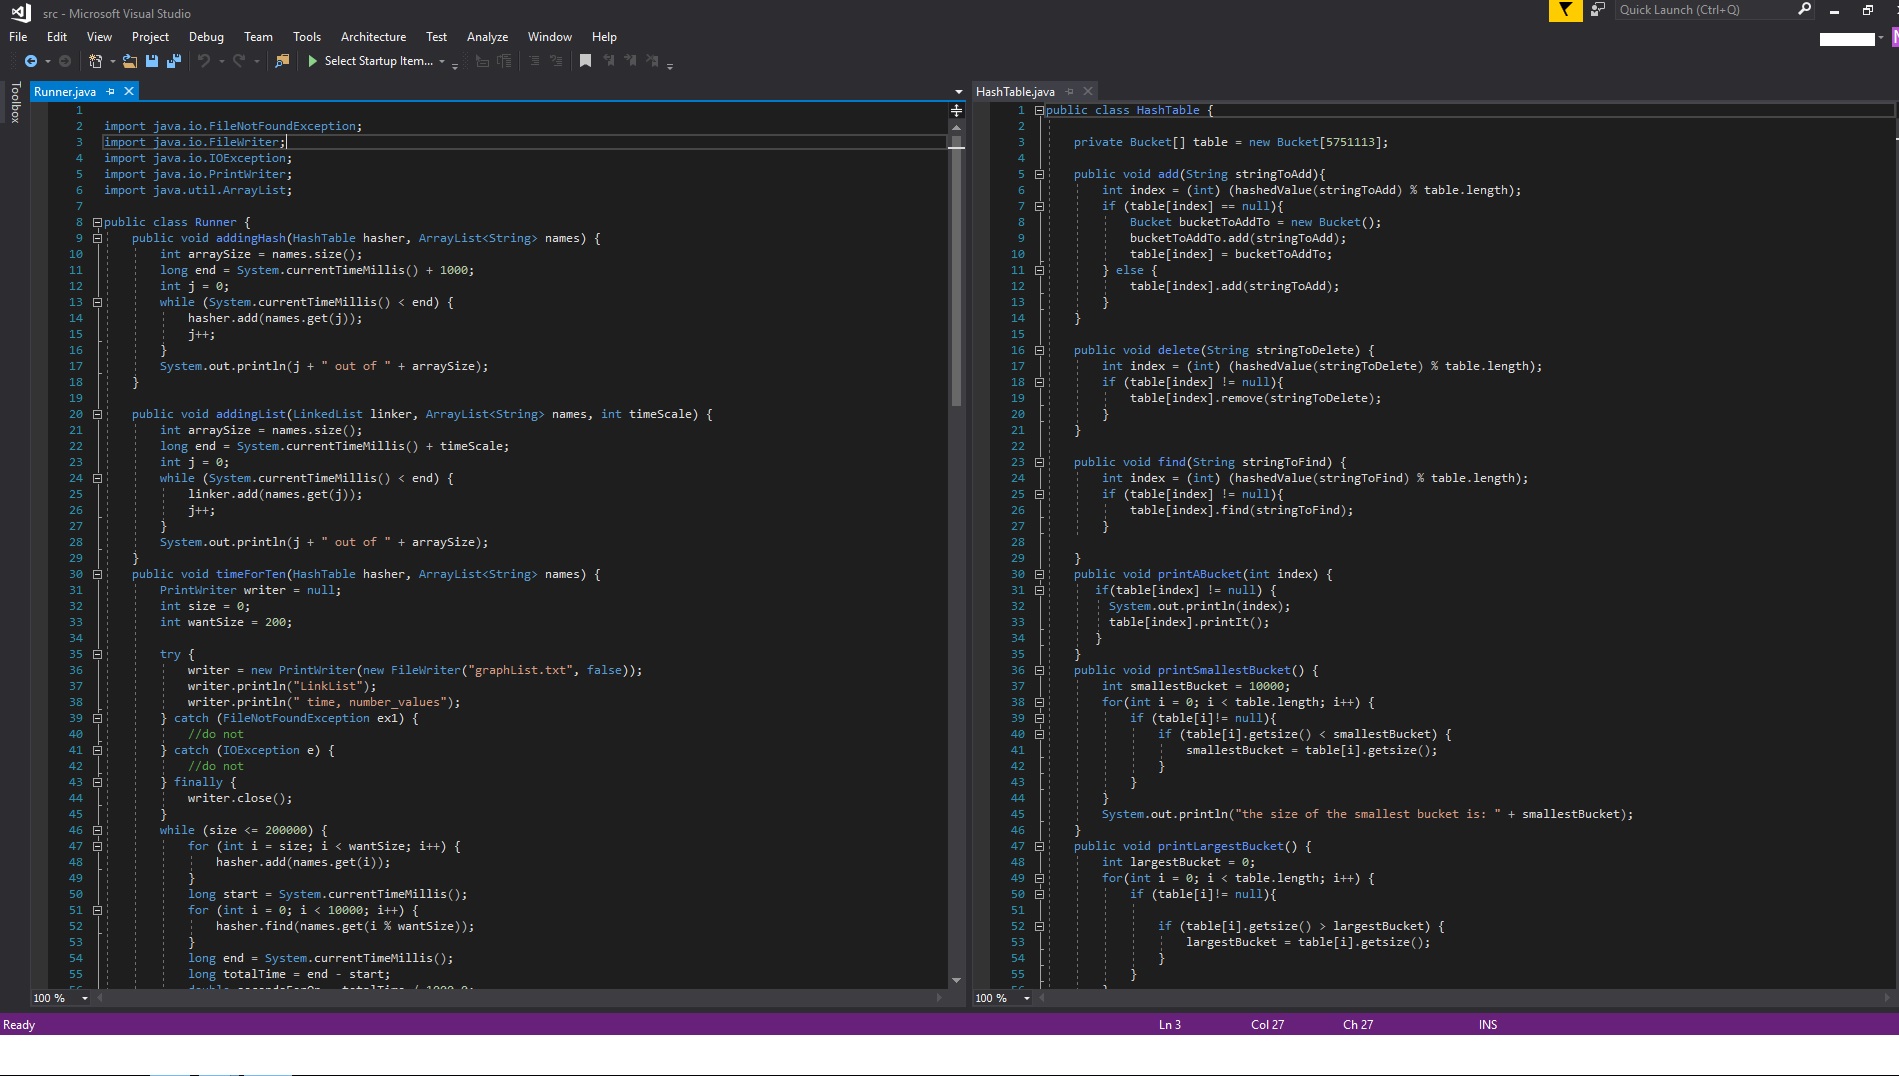 src - Microsoft Visual Studio
Quick Launch (Ctrl+Q)
File Edit View Project Debug Team Tools Architecture Test Analyze Window Help
Select Startup Item...
Toolbox
Runner.java
1
2 import java.io.FileNotFoundException;
3 import java.io.FileWriter;
4 import java.io.IOException;
5 import java.io.PrintWriter;
6 import java.util.ArrayList;
7
8 public class Runner {
9 public void addingHash(HashTable hasher, ArrayList<String> names) {
10 int arraySize = names.size();
11 long end = System.currentTimeMillis() + 1000;
12 int j = 0;
13 while (System.currentTimeMillis() < end) {
14 hasher.add(names.get(j));
15 j++;
16 }
17 System.out.println(j + " out of " + arraySize);
18 }
19
20 public void addingList(LinkedList linker, ArrayList<String> names, int timeScale) {
21 int arraySize = names.size();
22 long end = System.currentTimeMillis() + timeScale;
23 int j = 0;
24 while (System.currentTimeMillis() < end) {
25 linker.add(names.get(j));
26 j++;
27 }
28 System.out.println(j + " out of " + arraySize);
29 }
30 public void timeForTen(HashTable hasher, ArrayList<String> names) {
31 PrintWriter writer = null;
32 int size = 0;
33 int wantSize = 200;
34
35 try {
36 writer = new PrintWriter(new FileWriter("graphList.txt", false));
37 writer.println("LinkList");
38 writer.println(" time, number_values");
39 } catch (FileNotFoundException ex1) {
40 //do not
41 } catch (IOException e) {
42 //do not
43 } finally {
44 writer.close();
45 }
46 while (size <= 200000) {
47 for (int i = size; i < wantSize; i++) {
48 hasher.add(names.get(i));
49 }
50 long start = System.currentTimeMillis();
51 for (int i = 0; i < 10000; i++) {
52 hasher.find(names.get(i % wantSize));
53 }
54 long end = System.currentTimeMillis();
55 long totalTime = end - start;
100 %
HashTable.java
1 public class HashTable {
2
3 private Bucket[] table = new Bucket[5751113];
4
5 public void add(String stringToAdd){
6 int index = (int) (hashedValue(stringToAdd) % table.length);
7 if (table[index] == null){
8 Bucket bucketToAddTo = new Bucket();
9 bucketToAddTo.add(stringToAdd);
10 table[index] = bucketToAddTo;
11 } else {
12 table[index].add(stringToAdd);
13 }
14 }
15
16 public void delete(String stringToDelete) {
17 int index = (int) (hashedValue(stringToDelete) % table.length);
18 if (table[index] != null){
19 table[index].remove(stringToDelete);
20 }
21 }
22
23 public void find(String stringToFind) {
24 int index = (int) (hashedValue(stringToFind) % table.length);
25 if (table[index] != null){
26 table[index].find(stringToFind);
27 }
28
29 }
30 public void printABucket(int index) {
31 if(table[index] != null) {
32 System.out.println(index);
33 table[index].printIt();
34 }
35 }
36 public void printSmallestBucket() {
37 int smallestBucket = 10000;
38 for(int i = 0; i < table.length; i++) {
39 if (table[i]!= null){
40 if (table[i].getsize() < smallestBucket) {
41 smallestBucket = table[i].getsize();
42 }
43 }
44 }
45 System.out.println("the size of the smallest bucket is: " + smallestBucket);
46 }
47 public void printLargestBucket() {
48 int largestBucket = 0;
49 for(int i = 0; i < table.length; i++) {
50 if (table[i]!= null){
51
52 if (table[i].getsize() > largestBucket) {
53 largestBucket = table[i].getsize();
54 }
55 }
100 %
Ready Ln 3 Col 27 Ch 27 INS